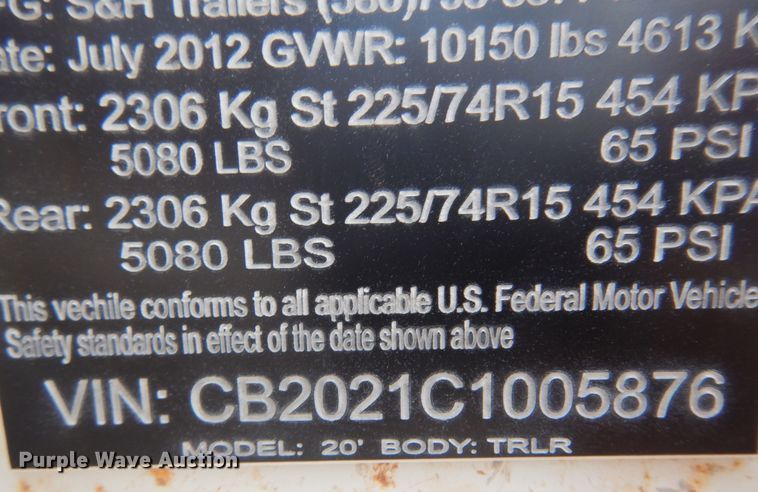 G: S&H Trailers (580)
ate: July 2012 GVWR: 10150 lbs 4613 K
ront: 2306 Kg St 225/74R15 454 KPA
5080 LBS 65 PSI
Rear: 2306 Kg St 225/74R15 454 KPA
5080 LBS 65 PSI
This vechile conforms to all applicable U.S. Federal Motor Vehicle
Safety standards in effect of the date shown above
VIN: CB2021C1005876
MODEL: 20' BODY: TRLR
Purple Wave Auction